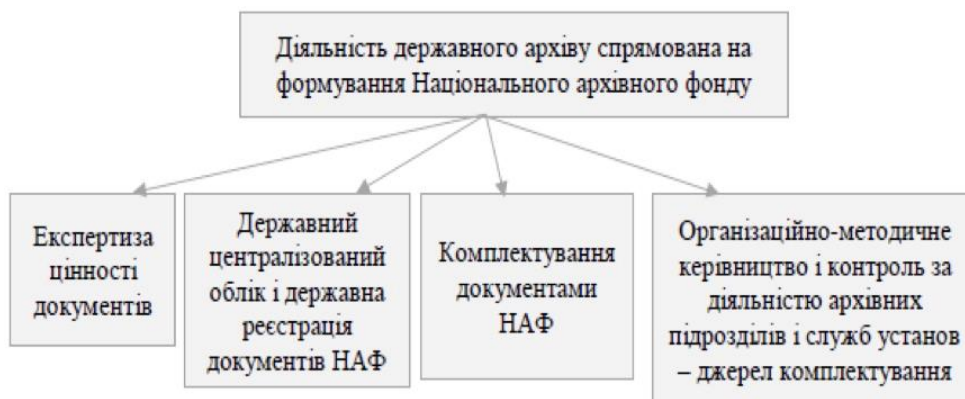 Діяльність державного архіву спрямована на
формування Національного архівного фонду
Експертиза
цінності
документів
Державний
централізований
облік і державна
реєстрація
документів НАФ
Комплектування
документами
НАФ
Організаційно-методичне
керівництво і контроль за
діяльністю архівних
підрозділів і служб установ
– джерел комплектування